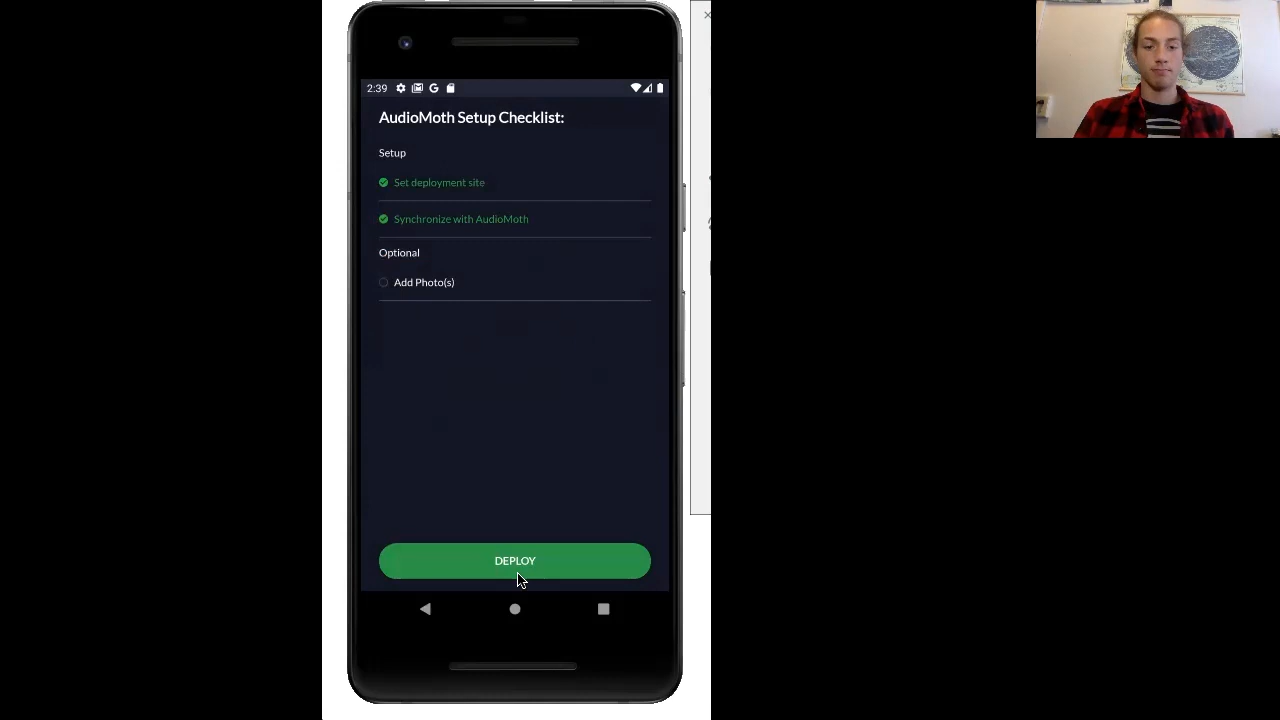 2:39
AudioMoth Setup Checklist:
Setup
Set deployment site
Synchronize with AudioMoth
Optional
Add Photo(s)
DEPLOY